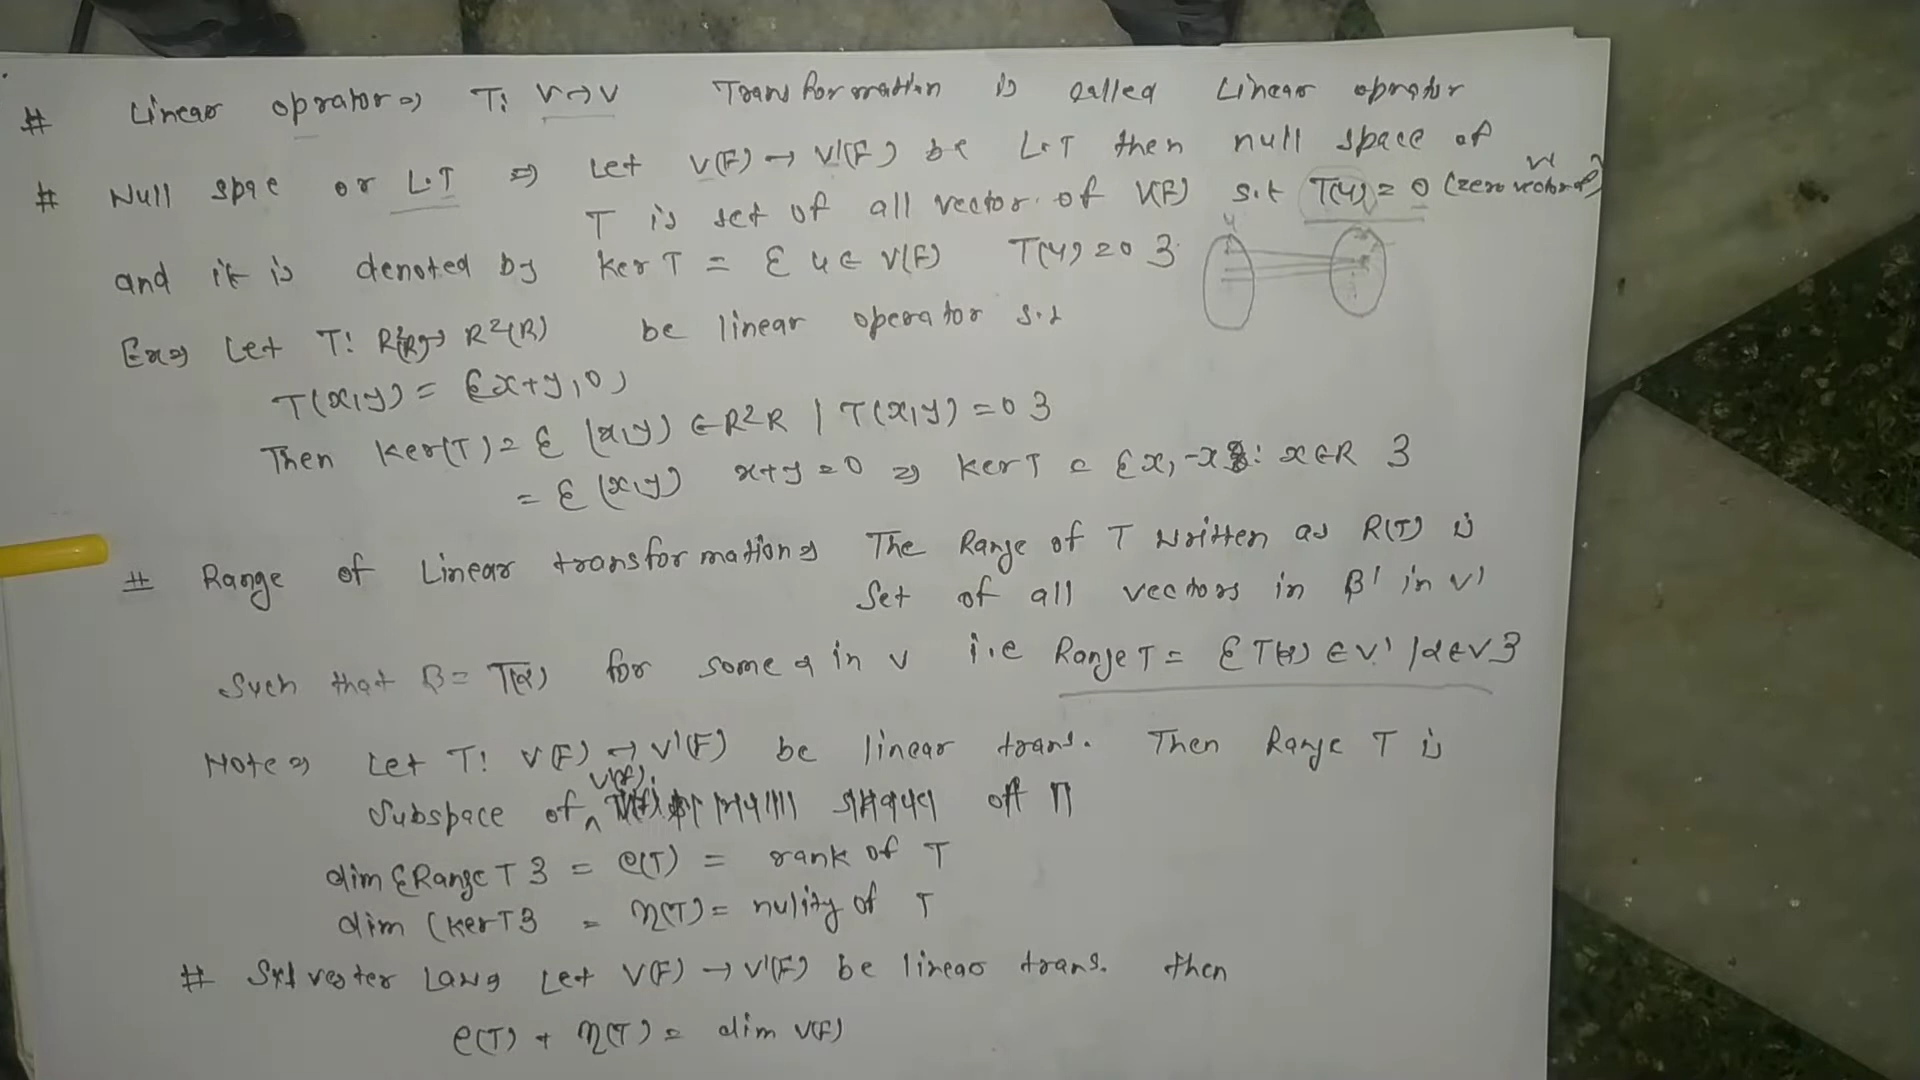 # Linear oprator ⇒ T: V→V Transformation is called Linear oprator
# Null spae or L.T ⇒ Let V(F) → V'(F) be L.T then null space of
T is set of all vector of V(F) s.t T(u) = 0 (zero vector of V')
and it is denoted by Ker T = { u ∈ V(F) T(u) = 0 }
Ex ⇒ Let T: R²(R) → R²(R) be linear operator s.t
T(x,y) = {x+y, 0)
Then Ker(T) = { (x,y) ∈ R²R | T(x,y) = 0 }
= { (x,y) x+y = 0 ⇒ Ker T = {x, -x : x ∈ R }
# Range of Linear transformation ⇒ The Range of T written as R(T) is
Set of all vectors in β' in V'
Such that β = T(α) for some α in V i.e Range T = { T(α) ∈ V' | α ∈ V }
Note ⇒ Let T: V(F) → V'(F) be linear trans. Then Range T is
Subspace of V'(F).
dim {Range T } = ρ(T) = rank of T
dim (Ker T } = η(T) = nulity of T
# Sylvester Law ⇒ Let V(F) → V'(F) be linear trans. then
ρ(T) + η(T) = dim V(F)